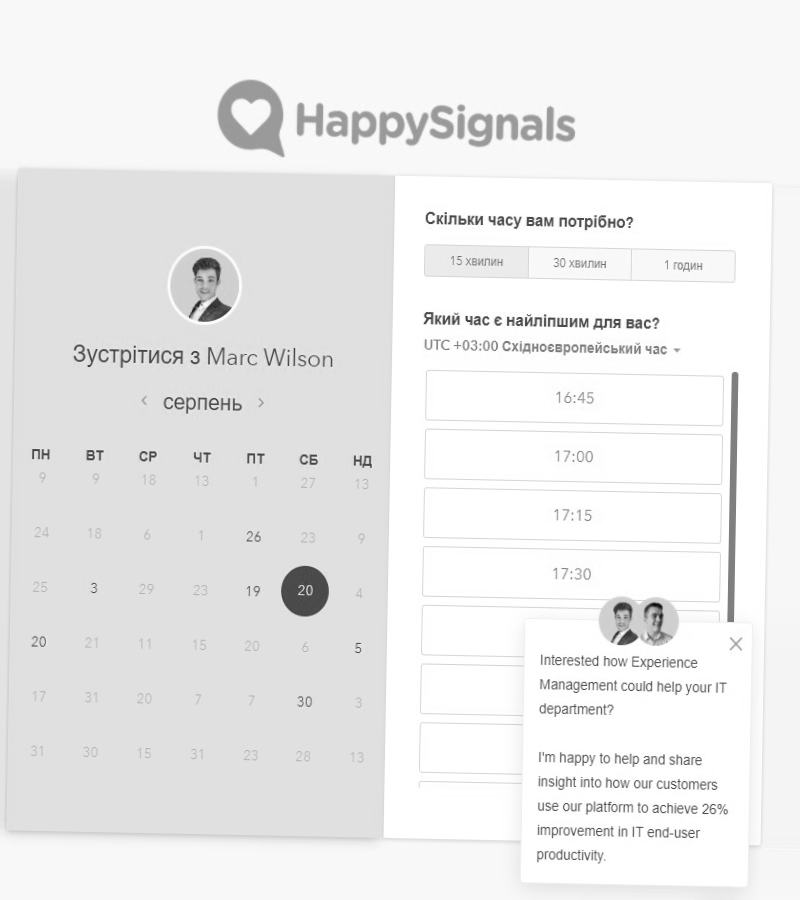 HappySignals
Зустрітися з Marc Wilson
серпень
ПН ВТ СР ЧТ ПТ СБ НД
9 9 18 13 1 27 13
24 18 6 1 26 23 9
25 3 29 23 19 20 4
20 21 11 15 20 6 5
17 31 20 7 7 30 3
31 30 15 31 23 28 13
Скільки часу вам потрібно?
15 хвилин 30 хвилин 1 годин
Який час є найліпшим для вас?
UTC +03:00 Східноєвропейський час
16:45
17:00
17:15
17:30
Interested how Experience
Management could help your IT
department?
I'm happy to help and share
insight into how our customers
use our platform to achieve 26%
improvement in IT end-user
productivity.